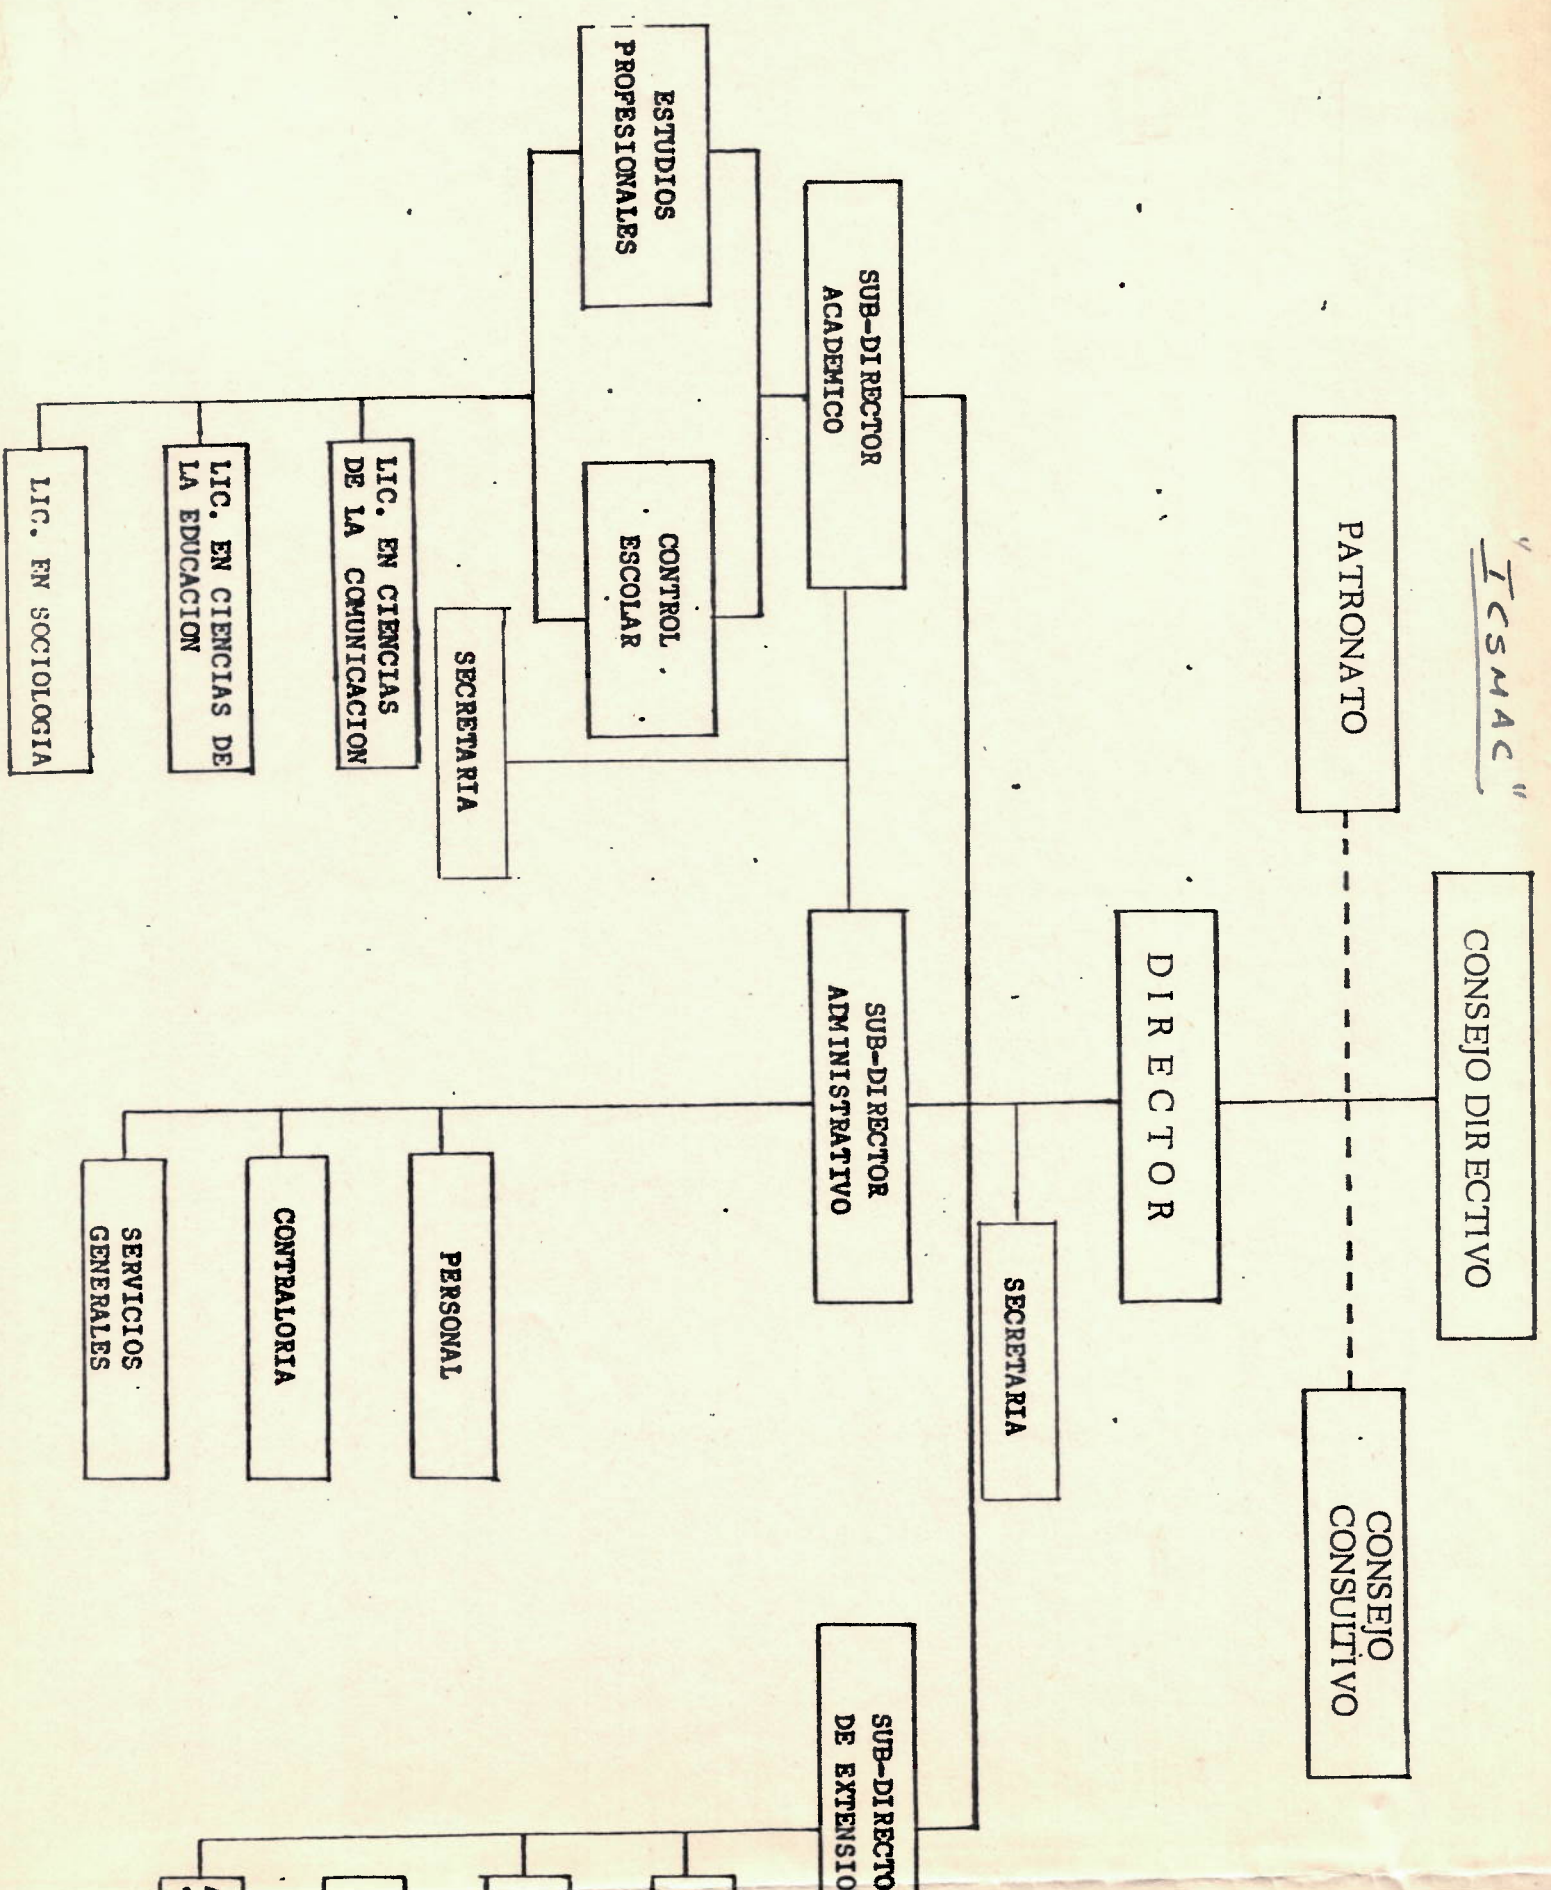 "ICSMAC"
CONSEJO DIRECTIVO
PATRONATO
CONSEJO
CONSULTIVO
DIRECTOR
SECRETARIA
SUB-DIRECTOR
ACADEMICO
SUB-DIRECTOR
ADMINISTRATIVO
SUB-DIRECTO
DE EXTENSIO
ESTUDIOS
PROFESIONALES
CONTROL
ESCOLAR
SECRETARIA
LIC. EN CIENCIAS
DE LA COMUNICACION
LIC. EN CIENCIAS DE
LA EDUCACION
LIC. EN SOCIOLOGIA
PERSONAL
CONTRALORIA
SERVICIOS
GENERALES